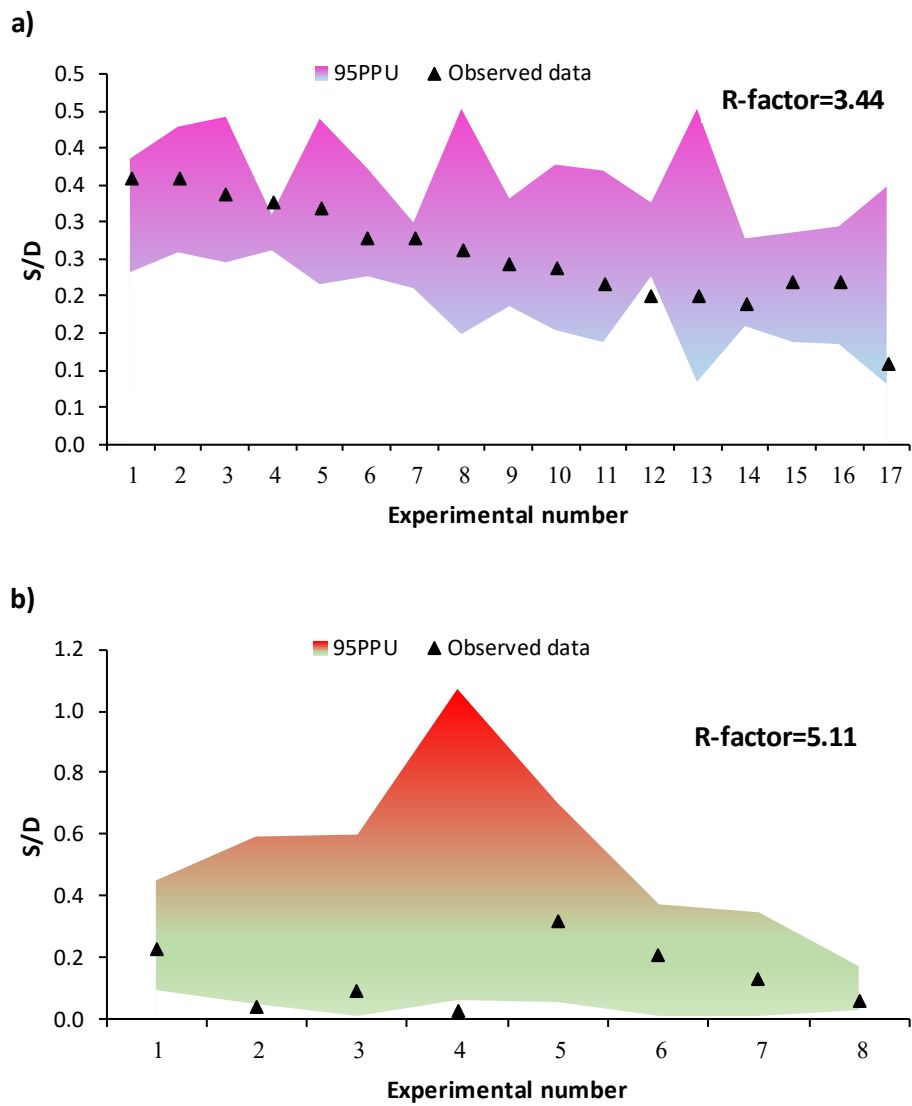 a)
0.5
95PPU Observed data
R-factor=3.44
0.5
0.4
0.4
0.3
0.3
0.2
0.2
0.1
0.1
0.0
S/D
1 2 3 4 5 6 7 8 9 10 11 12 13 14 15 16 17
Experimental number
b)
1.2
95PPU Observed data
1.0
R-factor=5.11
0.8
0.6
0.4
0.2
0.0
S/D
1 2 3 4 5 6 7 8
Experimental number